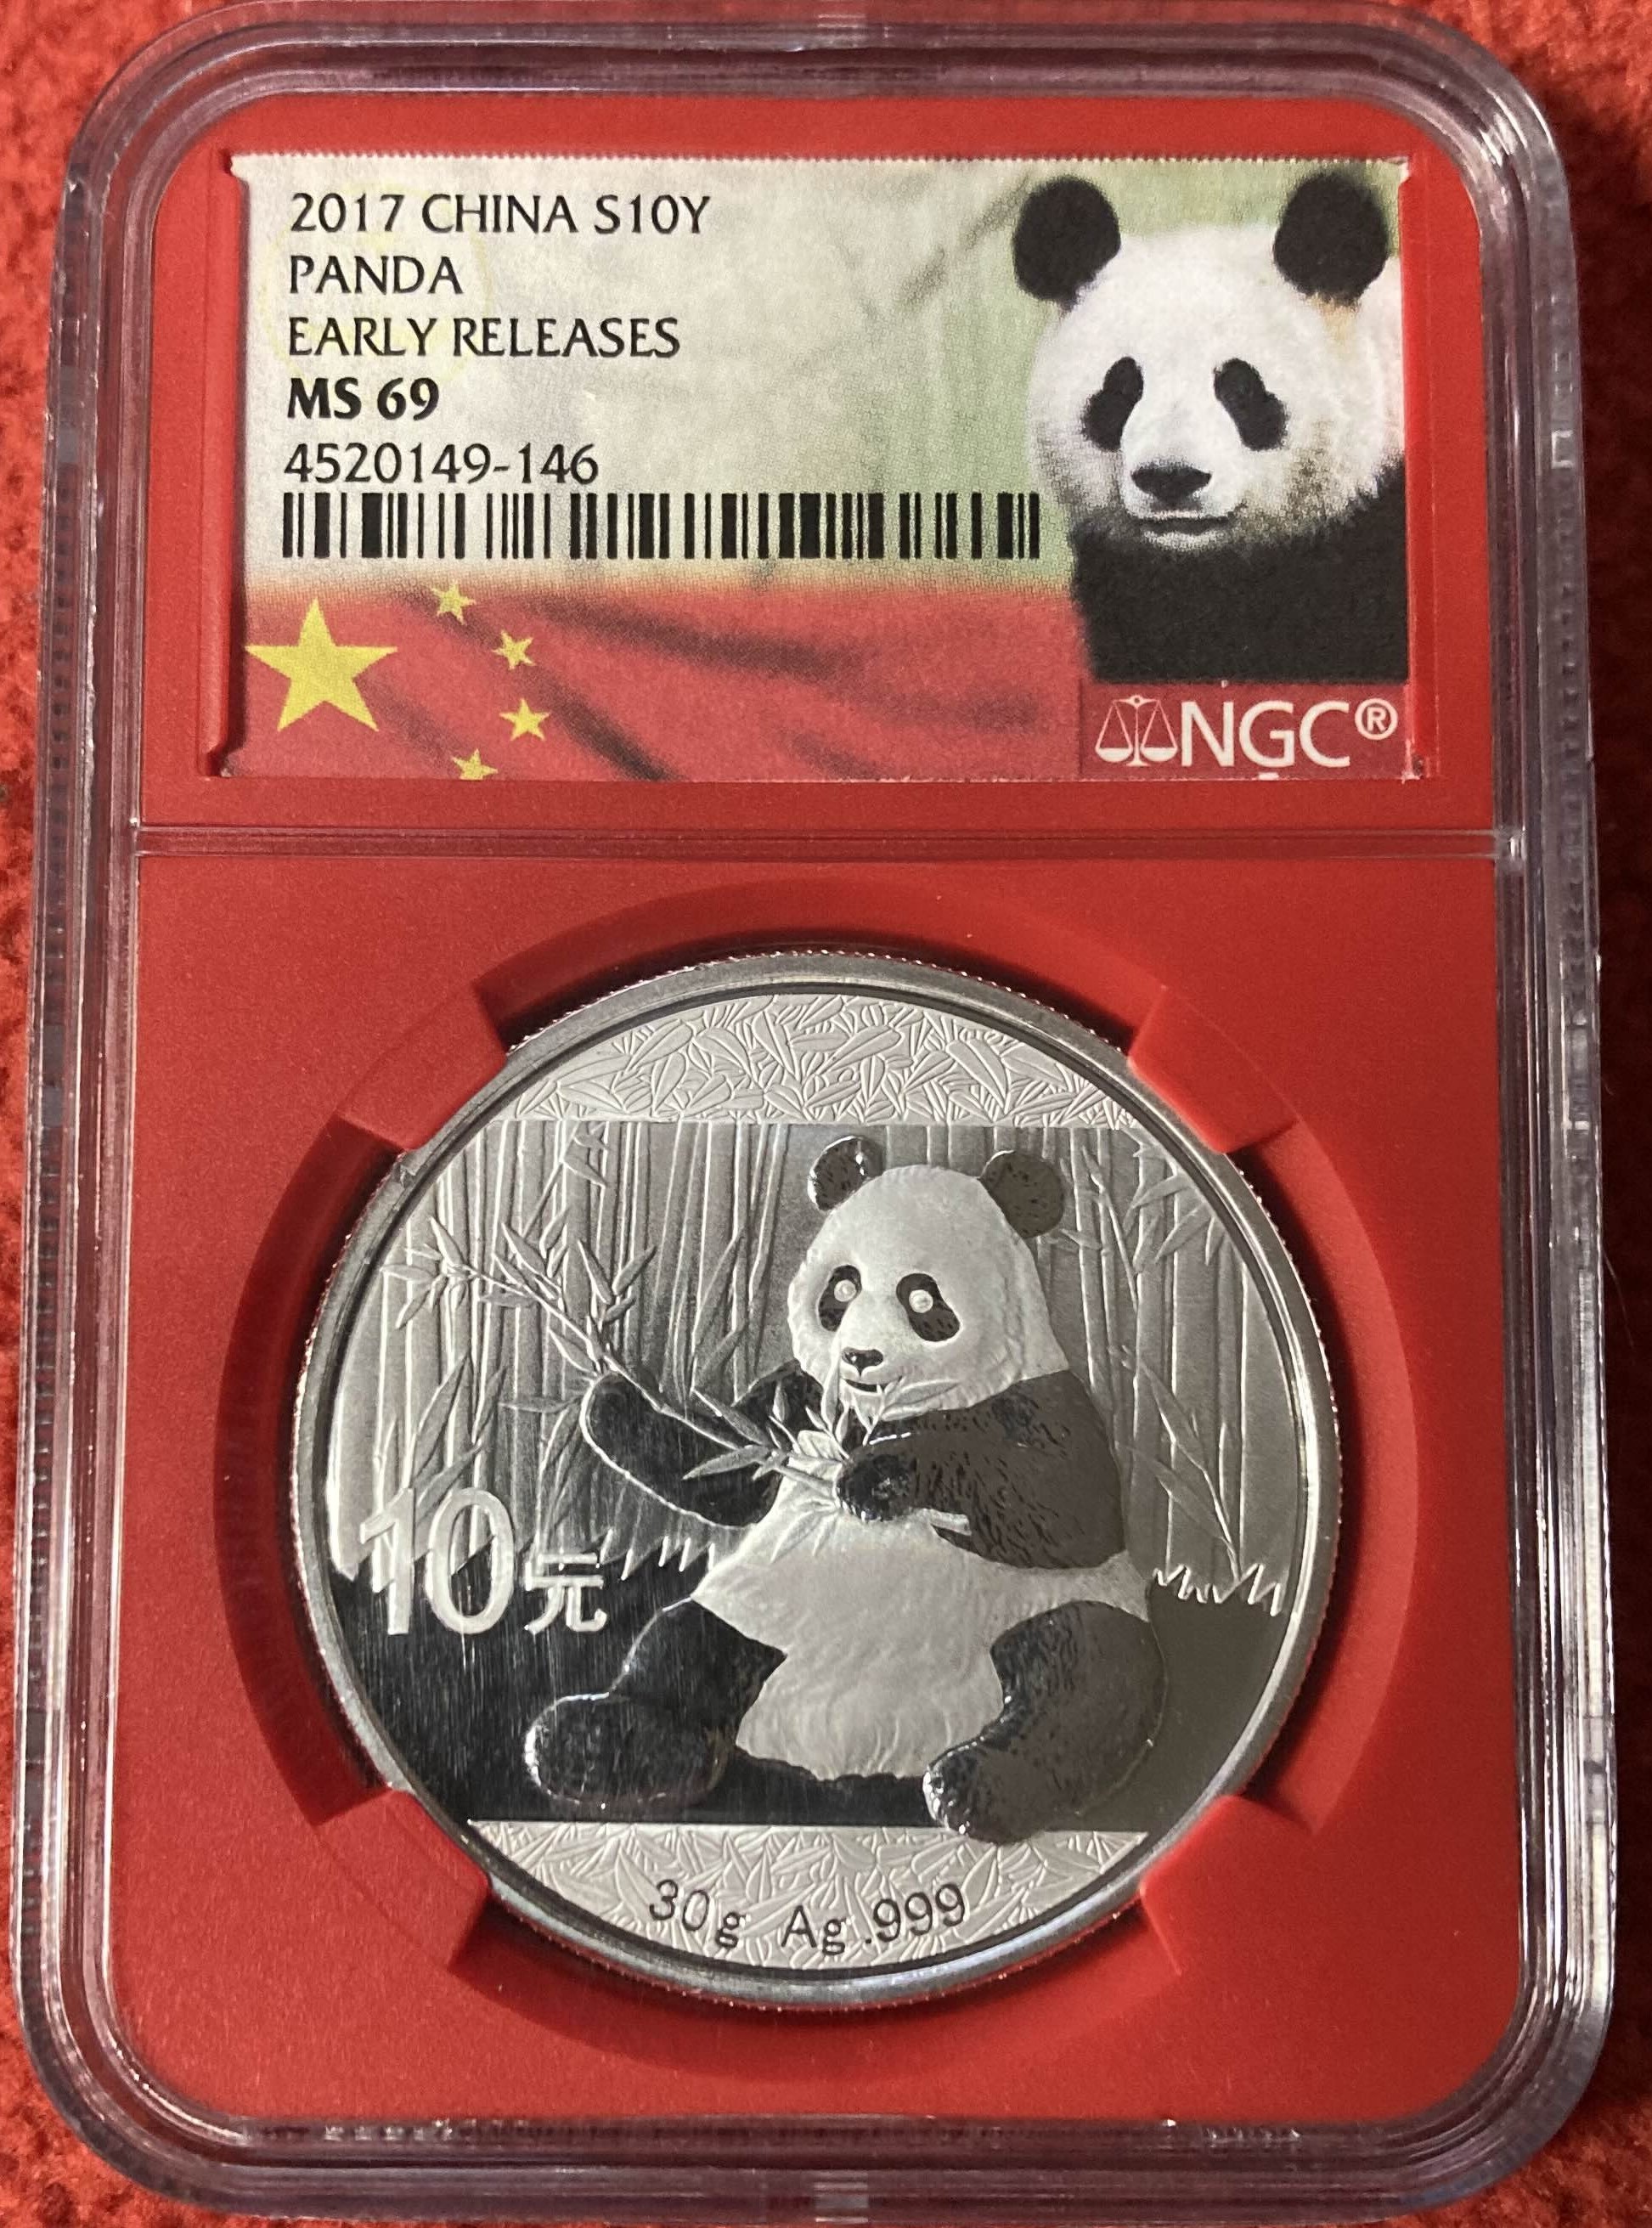 2017 CHINA S10Y
PANDA
EARLY RELEASES
MS 69
4520149-146
NGC®
10元
30g Ag .999